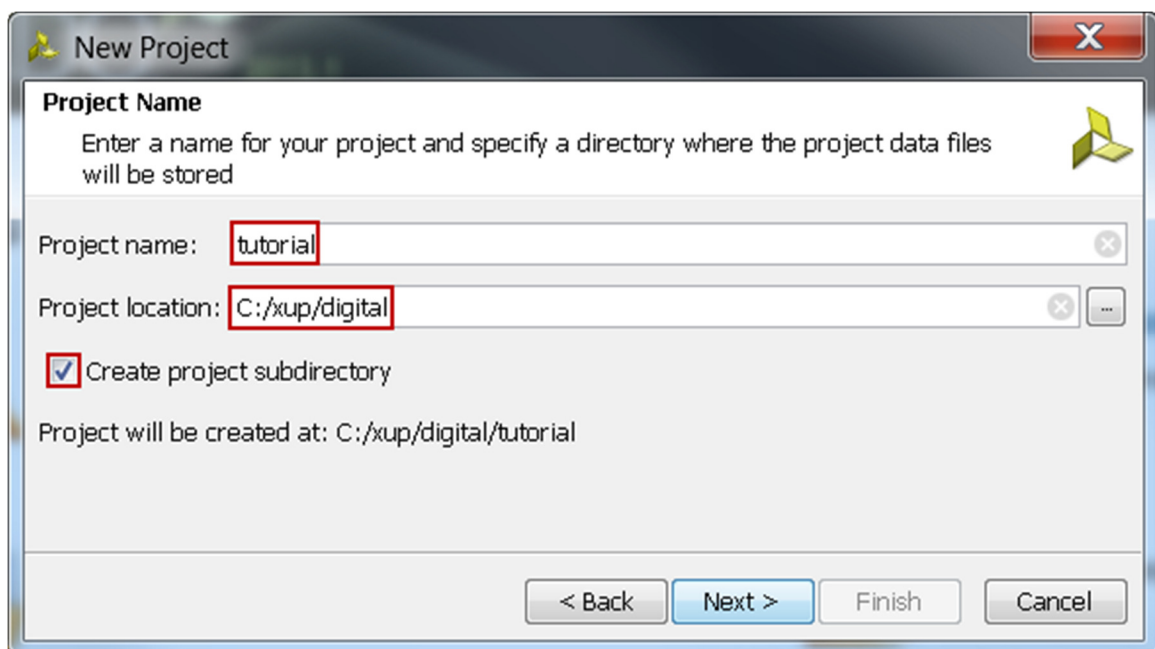 New Project
X
Project Name
Enter a name for your project and specify a directory where the project data files
will be stored
Project name: tutorial
Project location: C:/xup/digital ...
Create project subdirectory
Project will be created at: C:/xup/digital/tutorial
< Back Next > Finish Cancel